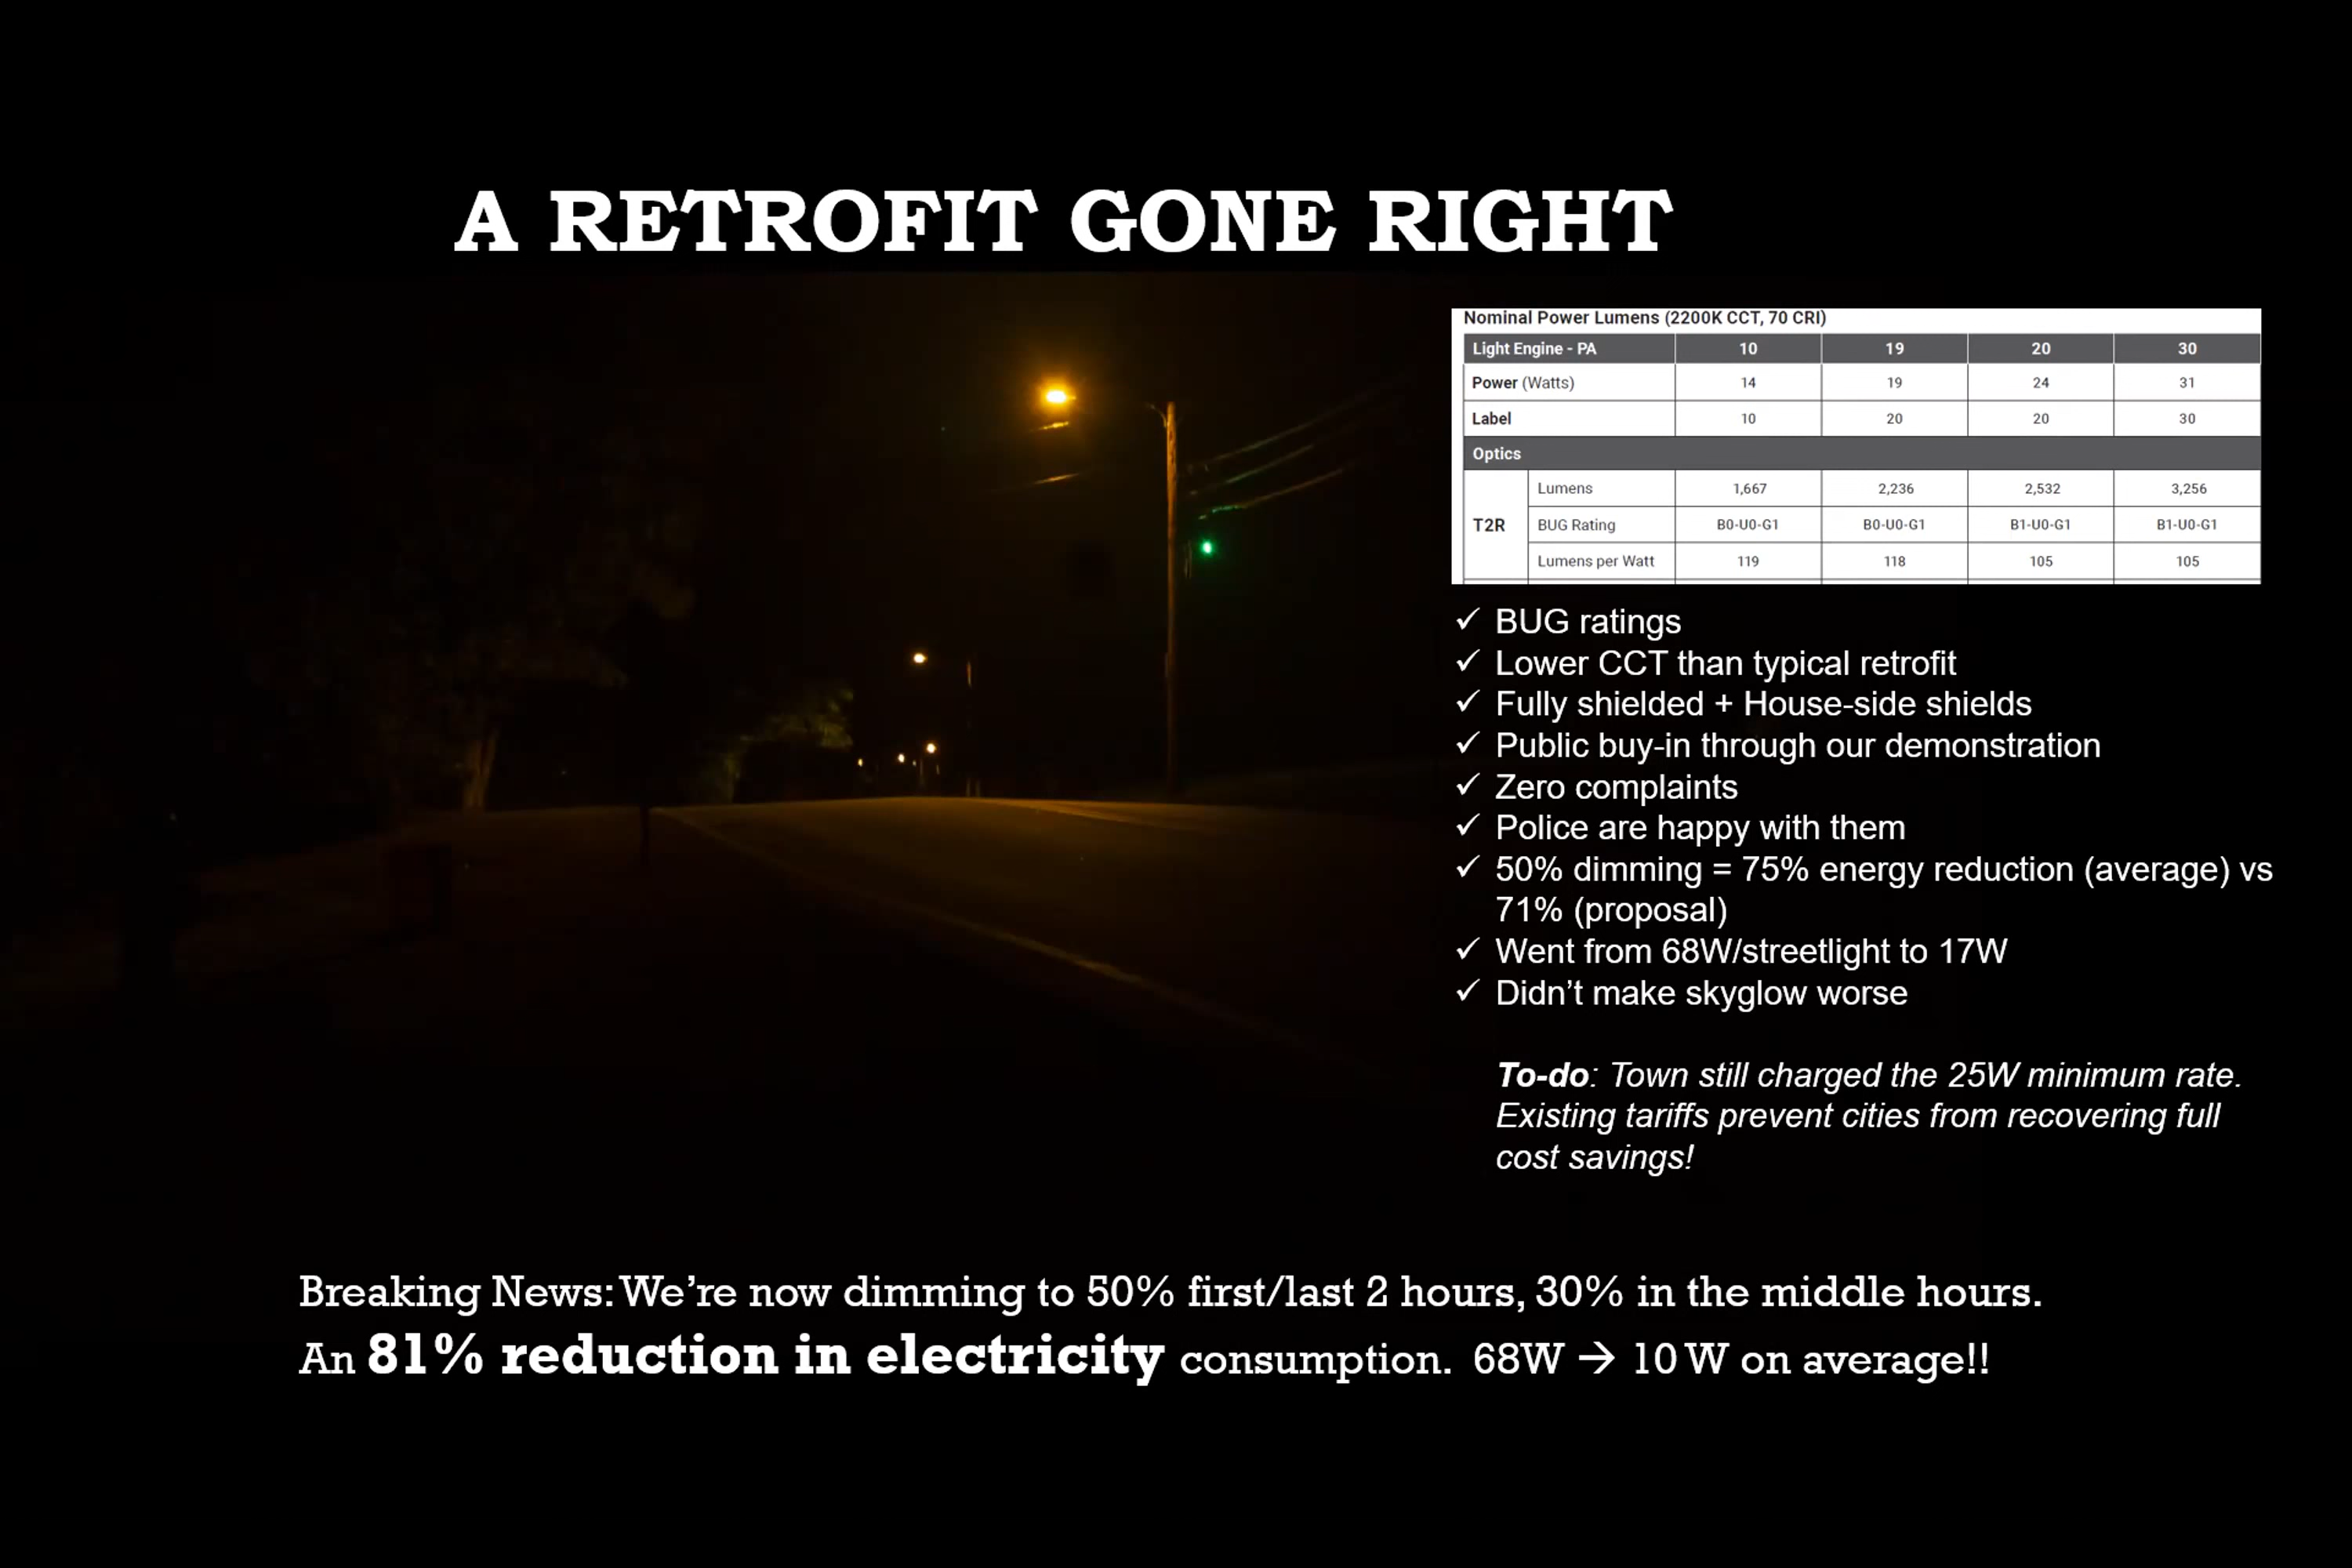 A RETROFIT GONE RIGHT
Nominal Power Lumens (2200K CCT, 70 CRI)
Light Engine - PA 10 19 20 30
Power (Watts) 14 19 24 31
Label 10 20 20 30
Optics
T2R
Lumens 1,667 2,236 2,532 3,256
BUG Rating B0-U0-G1 B0-U0-G1 B1-U0-G1 B1-U0-G1
Lumens per Watt 119 118 105 105
✓ BUG ratings
✓ Lower CCT than typical retrofit
✓ Fully shielded + House-side shields
✓ Public buy-in through our demonstration
✓ Zero complaints
✓ Police are happy with them
✓ 50% dimming = 75% energy reduction (average) vs
71% (proposal)
✓ Went from 68W/streetlight to 17W
✓ Didn’t make skyglow worse
To-do: Town still charged the 25W minimum rate.
Existing tariffs prevent cities from recovering full
cost savings!
Breaking News: We’re now dimming to 50% first/last 2 hours, 30% in the middle hours.
An 81% reduction in electricity consumption. 68W → 10 W on average!!